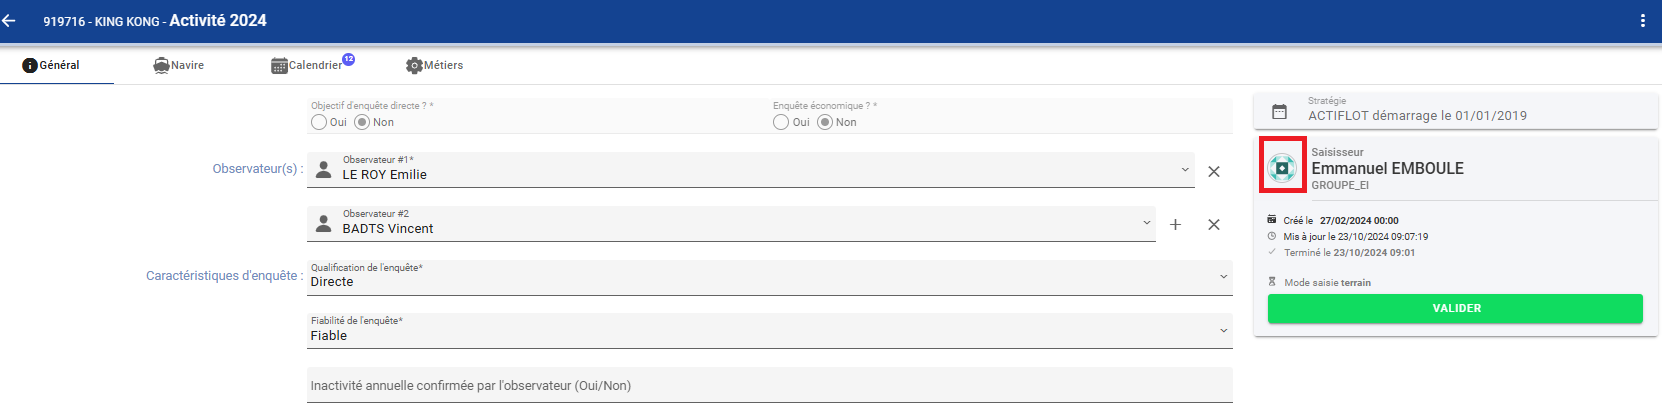 919716 - KING KONG - Activité 2024
Général
Navire
Calendrier 12
Métiers
Objectif d'enquête directe ? *
Oui Non
Enquête économique ? *
Oui Non
Observateur(s) :
Observateur #1*
LE ROY Emilie
Observateur #2
BADTS Vincent
Caractéristiques d'enquête :
Qualification de l'enquête*
Directe
Fiabilité de l'enquête*
Fiable
Inactivité annuelle confirmée par l'observateur (Oui/Non)
Stratégie
ACTIFLOT démarrage le 01/01/2019
Saisisseur
Emmanuel EMBOULE
GROUPE_EI
Créé le 27/02/2024 00:00
Mis à jour le 23/10/2024 09:07:19
Terminé le 23/10/2024 09:01
Mode saisie terrain
VALIDER